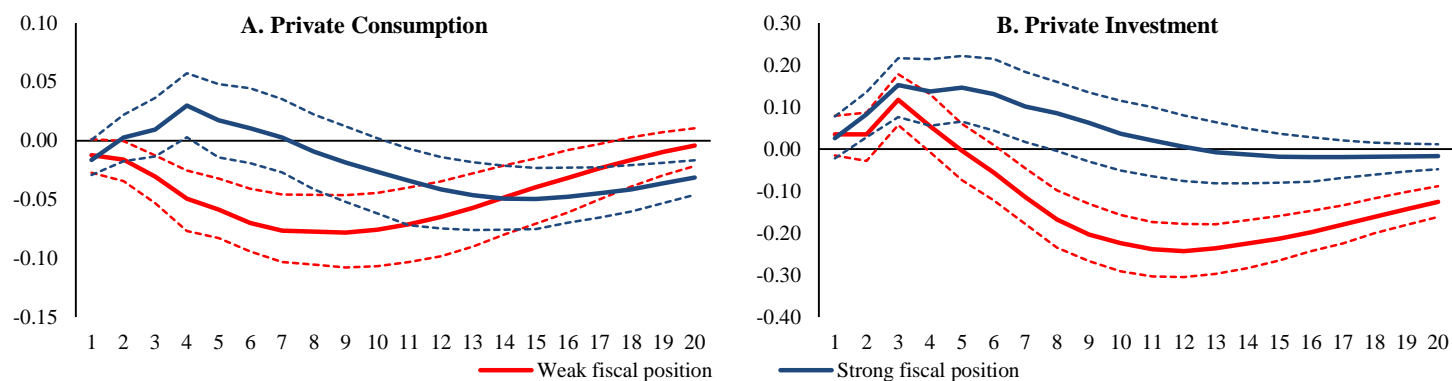 A. Private Consumption
0.10
0.05
0.00
-0.05
-0.10
-0.15
1 2 3 4 5 6 7 8 9 10 11 12 13 14 15 16 17 18 19 20
B. Private Investment
0.30
0.20
0.10
0.00
-0.10
-0.20
-0.30
-0.40
1 2 3 4 5 6 7 8 9 10 11 12 13 14 15 16 17 18 19 20
Weak fiscal position
Strong fiscal position